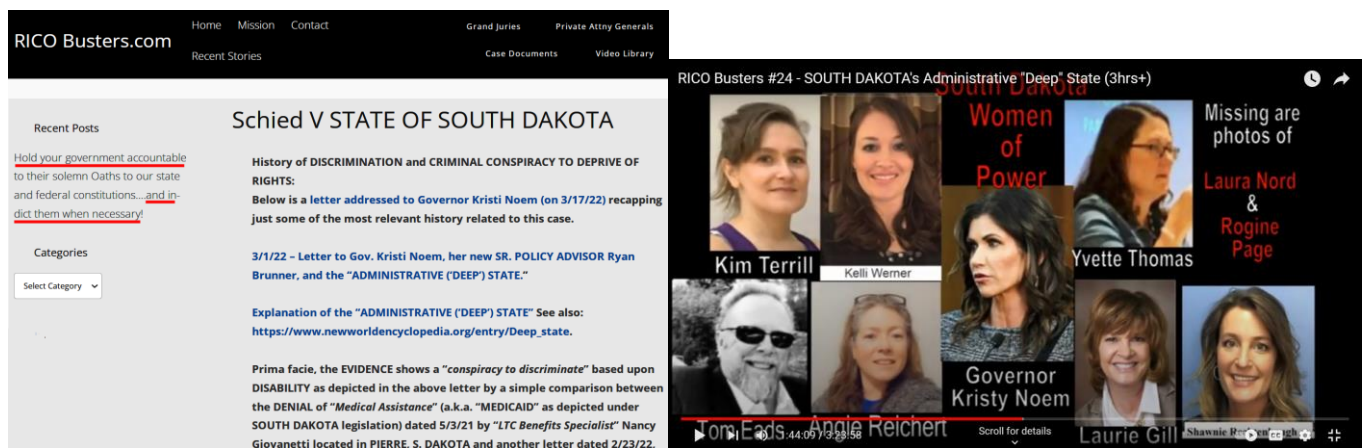 RICO Busters.com
Home Mission Contact
Recent Stories
Grand Juries Private Attny Generals
Case Documents Video Library
Recent Posts
Hold your government accountable
to their solemn Oaths to our state
and federal constitutions....and in-
dict them when necessary!
Categories
Select Category
Schied V STATE OF SOUTH DAKOTA
History of DISCRIMINATION and CRIMINAL CONSPIRACY TO DEPRIVE OF
RIGHTS:
Below is a letter addressed to Governor Kristi Noem (on 3/17/22) recapping
just some of the most relevant history related to this case.
3/1/22 – Letter to Gov. Kristi Noem, her new SR. POLICY ADVISOR Ryan
Brunner, and the “ADMINISTRATIVE (‘DEEP’) STATE.”
Explanation of the “ADMINISTRATIVE (‘DEEP’) STATE” See also:
https://www.newworldencyclopedia.org/entry/Deep_state.
Prima facie, the EVIDENCE shows a “conspiracy to discriminate” based upon
DISABILITY as depicted in the above letter by a simple comparison between
the DENIAL of “Medical Assistance” (a.k.a. “MEDICAID” as depicted under
SOUTH DAKOTA legislation) dated 5/3/21 by “LTC Benefits Specialist” Nancy
Giovanetti located in PIERRE, S. DAKOTA and another letter dated 2/23/22,
RICO Busters #24 - SOUTH DAKOTA's Administrative "Deep" State (3hrs+)
South Dakota
Women
of
Power
Missing are
photos of
Laura Nord
&
Rogine
Page
Kim Terrill
Kelli Werner
Yvette Thomas
Governor
Kristy Noem
Tom Eads
Angie Reichert
Laurie Gill
Shawnie
1:44:09 / 3:23:58
Scroll for details